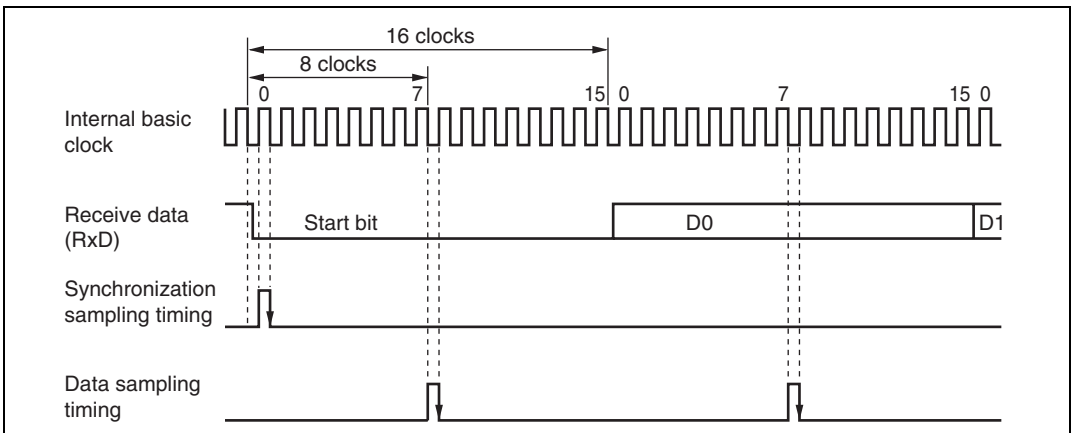 16 clocks
8 clocks
0 7 15 0 7 15 0
Internal basic
clock
Receive data
(RxD)
Start bit D0 D1
Synchronization
sampling timing
Data sampling
timing